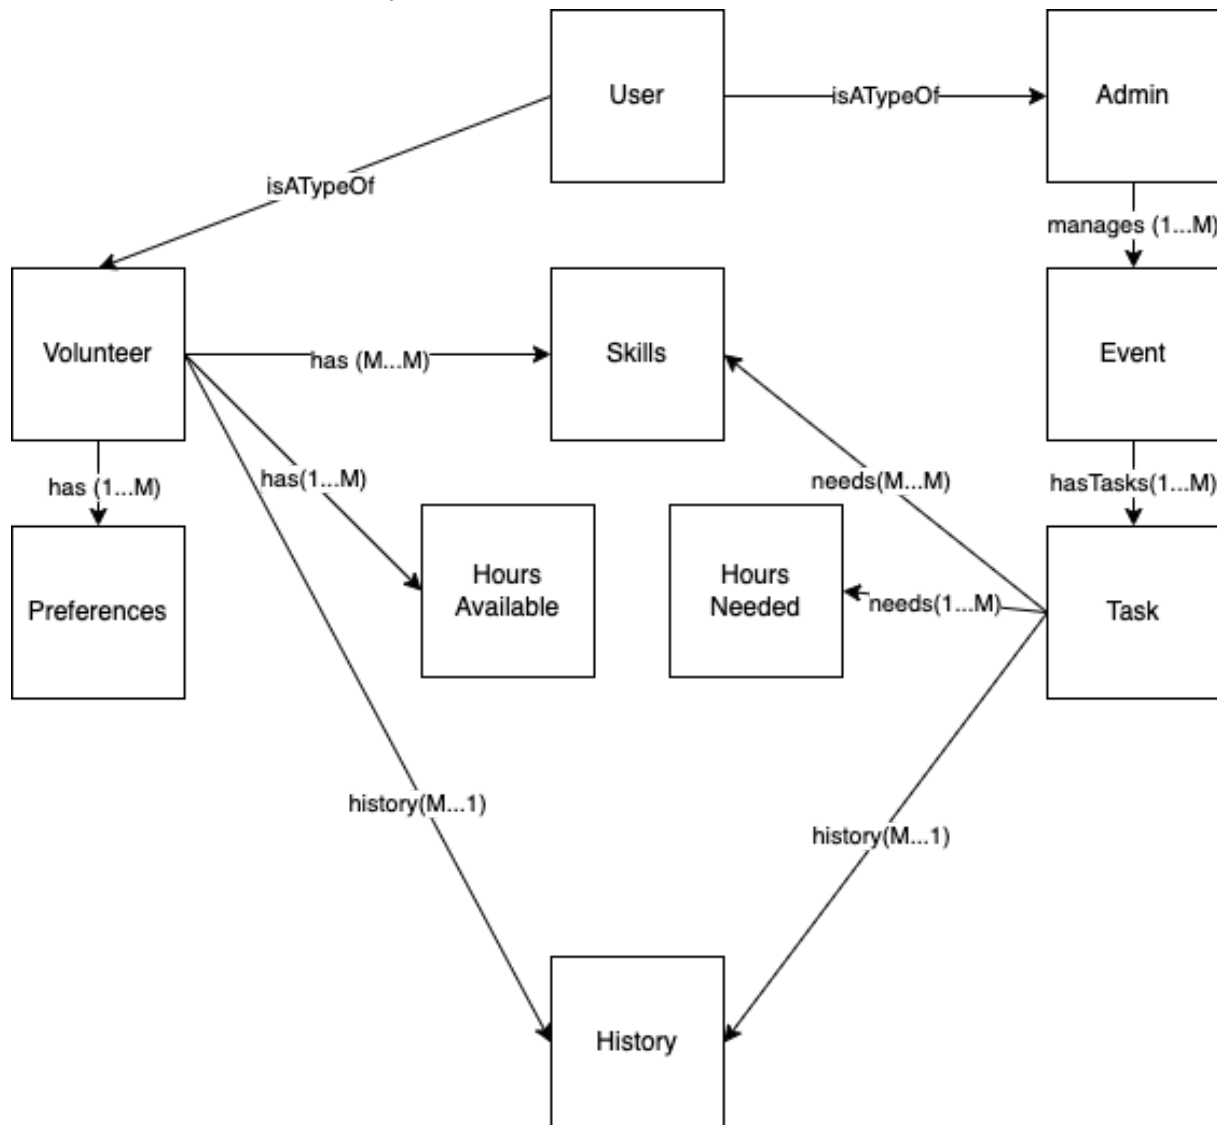 User
isATypeOf
Admin
isATypeOf
manages (1...M)
Volunteer
has (M...M)
Skills
Event
has (1...M)
has(1...M)
needs(M...M)
hasTasks(1...M)
Preferences
Hours
Available
Hours
Needed
needs(1...M)
Task
history(M...1)
history(M...1)
History